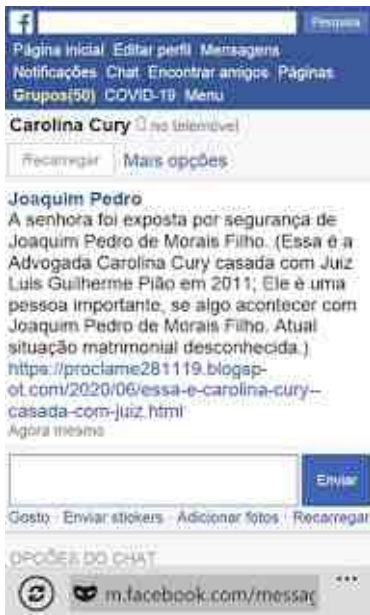 f
Pesquisa
Página inicial Editar perfil Mensagens
Notificações Chat Encontrar amigos Páginas
Grupos(50) COVID-19 Menu
Carolina Cury no telemóvel
Recarregar Mais opções
Joaquim Pedro
A senhora foi exposta por segurança de
Joaquim Pedro de Morais Filho. (Essa é a
Advogada Carolina Cury casada com Juiz
Luis Guilherme Pião em 2011; Ele é uma
pessoa importante, se algo acontecer com
Joaquim Pedro de Morais Filho. Atual
situação matrimonial desconhecida.)
https://proclame281119.blogsp-
ot.com/2020/06/essa-e-carolina-cury--
casada-com-juiz.html
Agora mesmo
Enviar
Gosto · Enviar stickers · Adicionar fotos · Recarregar
OPÇÕES DO CHAT
m.facebook.com/messag
...